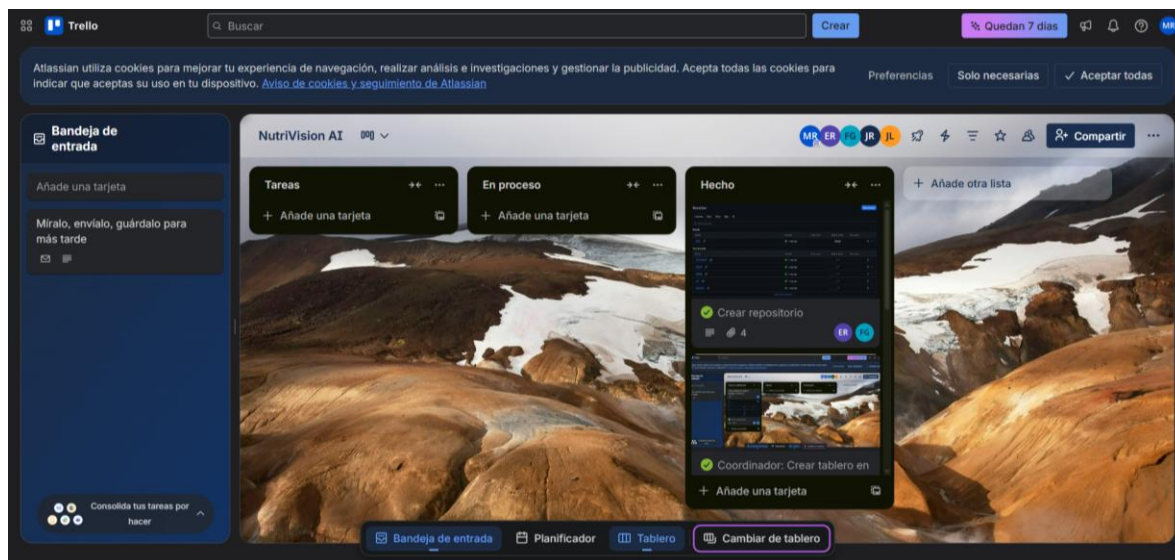 Trello
Buscar
Crear
Quedan 7 días
MR
Atlassian utiliza cookies para mejorar tu experiencia de navegación, realizar análisis e investigaciones y gestionar la publicidad. Acepta todas las cookies para
indicar que aceptas su uso en tu dispositivo. Aviso de cookies y seguimiento de Atlassian
Preferencias
Solo necesarias
Aceptar todas
Bandeja de
entrada
Añade una tarjeta
Míralo, envíalo, guárdalo para
más tarde
Consolida tus tareas por
hacer
NutriVision AI
MR ER FG JR JL
Compartir
Tareas
Añade una tarjeta
En proceso
Añade una tarjeta
Hecho
Crear repositorio
4
ER FG
Coordinador: Crear tablero en
Añade una tarjeta
Añade otra lista
Bandeja de entrada
Planificador
Tablero
Cambiar de tablero